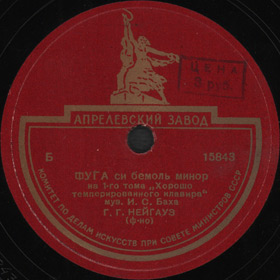 ЦЕНА
АПРЕЛЕВСКИЙ ЗАВОД
Б 15843
ФУГА си бемоль минор
из 1-го тома „Хорошо
темперированного клавира"
муз. И. С. Баха
Г. Г. НЕЙГАУЗ
(ф-но)
КОМИТЕТ ПО ДЕЛАМ ИСКУССТВ ПРИ СОВЕТЕ МИНИСТРОВ СССР